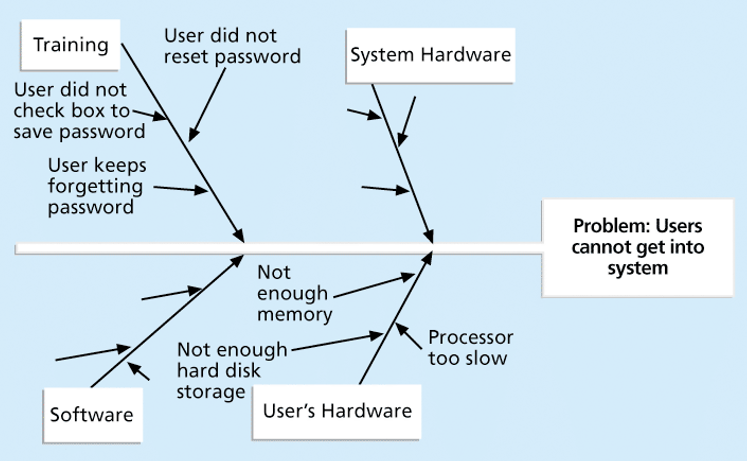 Training
User did not
reset password
System Hardware
User did not
check box to
save password
User keeps
forgetting
password
Problem: Users
cannot get into
system
Not
enough
memory
Not enough
hard disk
storage
Processor
too slow
Software
User's Hardware